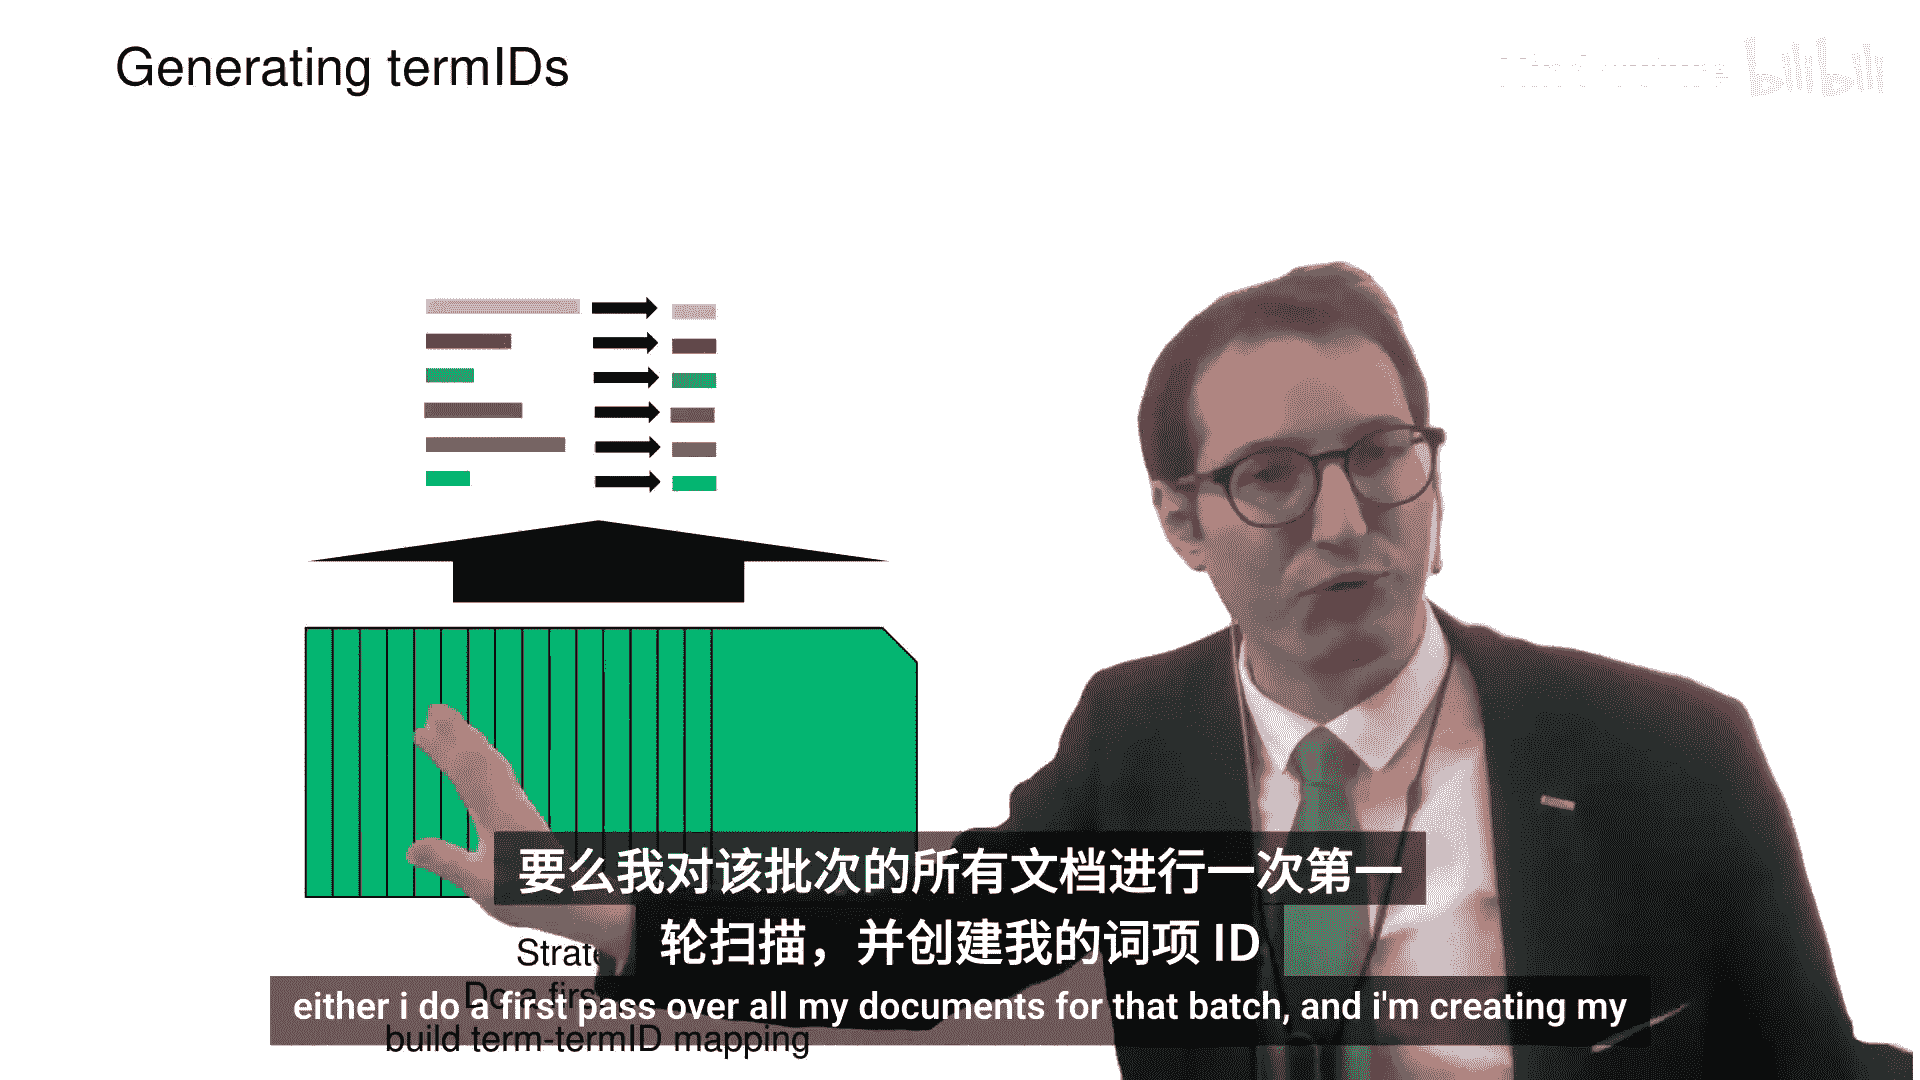 Generating termIDs
bilibili
要么我对该批次的所有文档进行一次第一
轮扫描，并创建我的词项 ID
either i do a first pass over all my documents for that batch, and i'm creating my
build term-termID mapping